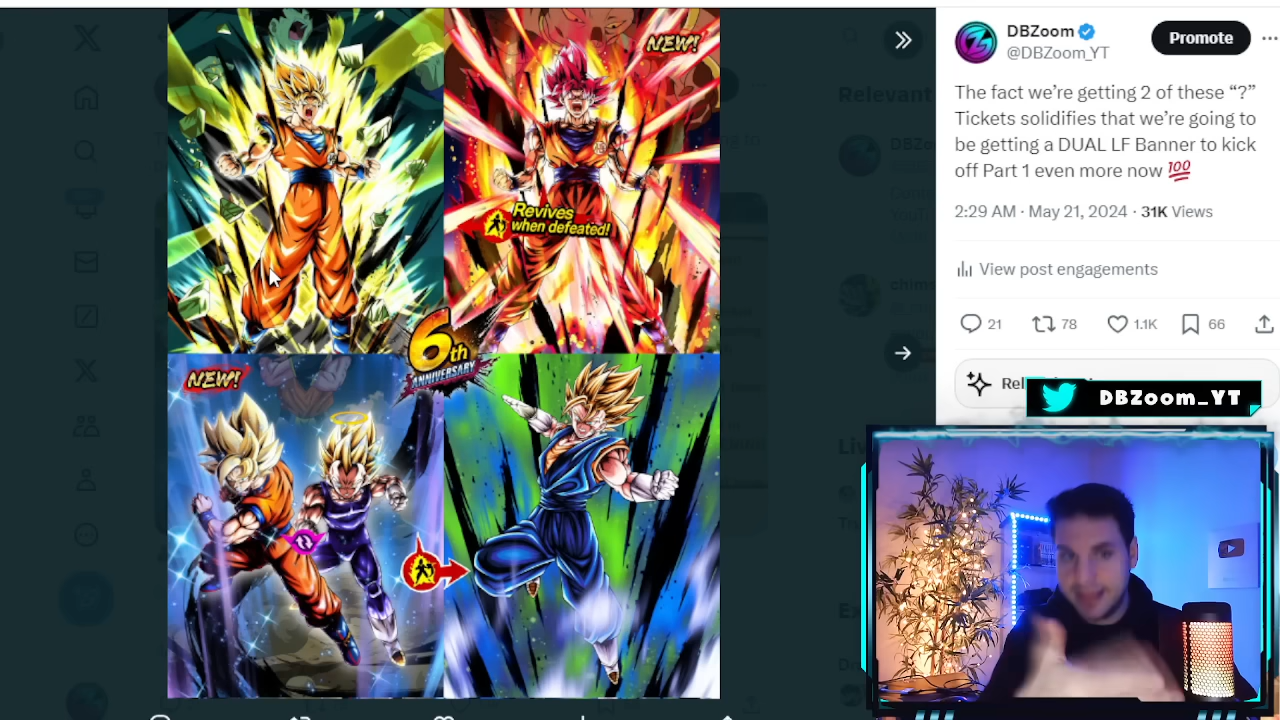 NEW!
Revives
when defeated!
6th
ANNIVERSARY
NEW!
DBZoom
@DBZoom_YT
Promote
The fact we’re getting 2 of these “?”
Tickets solidifies that we’re going to
be getting a DUAL LF Banner to kick
off Part 1 even more now 💯
2:29 AM · May 21, 2024 · 31K Views
View post engagements
21 78 1.1K 66
DBZoom_YT
Relevant